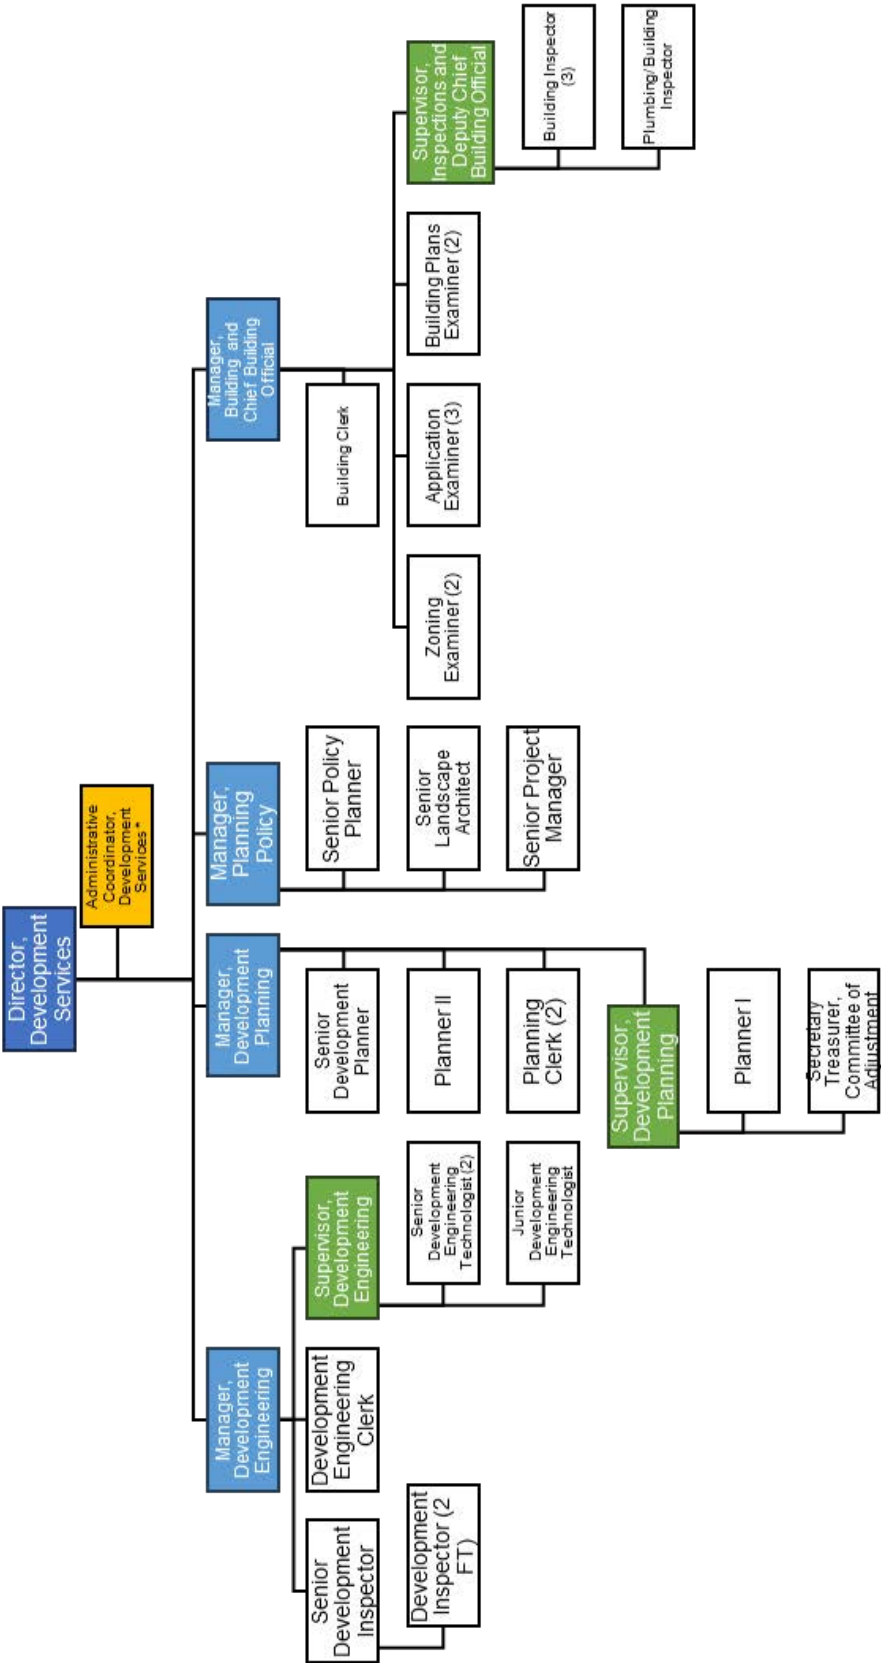 Director,
Development
Services
Administrative
Coordinator,
Development
Services *
Manager,
Development
Engineering
Manager,
Development
Planning
Manager,
Planning
Policy
Manager,
Building and
Chief Building
Official
Senior
Development
Inspector
Development
Engineering
Clerk
Supervisor,
Development
Engineering
Senior
Development
Planner
Senior Policy
Planner
Building Clerk
Development
Inspector (2
FT)
Senior
Development
Engineering
Technologist (2)
Planner II
Senior
Landscape
Architect
Zoning
Examiner (2)
Application
Examiner (3)
Building Plans
Examiner (2)
Supervisor,
Inspections and
Deputy Chief
Building Official
Junior
Development
Engineering
Technologist
Planning
Clerk (2)
Senior Project
Manager
Building Inspector
(3)
Supervisor,
Development
Planning
Plumbing/Building
Inspector
Planner I
Secretary
Treasurer,
Committee of
Adjustment